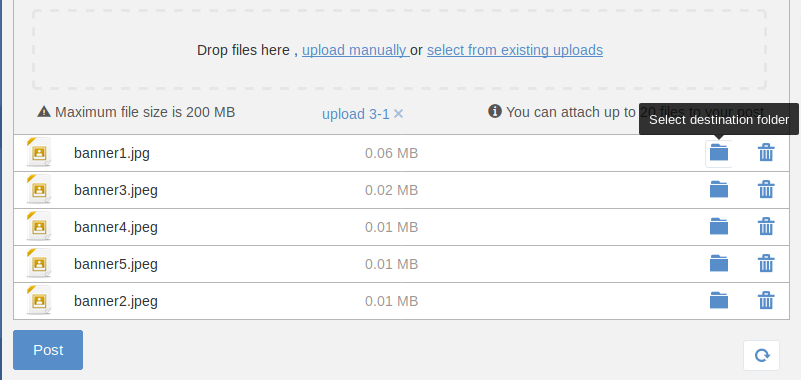 Drop files here , upload manually or select from existing uploads
Maximum file size is 200 MB
upload 3-1
You can attach up to 20 files to your post
Select destination folder
banner1.jpg 0.06 MB
banner3.jpeg 0.02 MB
banner4.jpeg 0.01 MB
banner5.jpeg 0.01 MB
banner2.jpeg 0.01 MB
Post